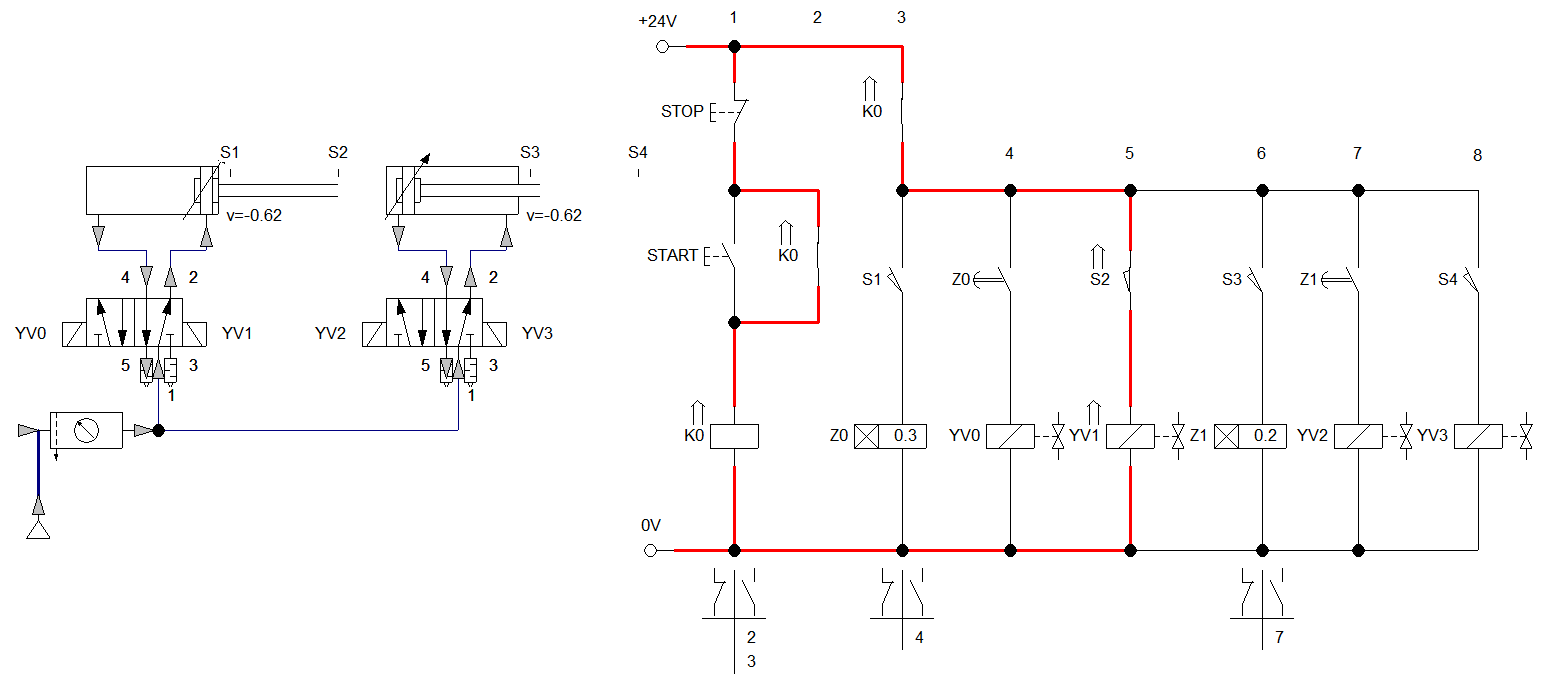 +24V 1 2 3
STOP K0
S1 S2 S3 S4 4 5 6 7 8
v=-0.62 v=-0.62
START K0
4 2 4 2 S1 Z0 S2 S3 Z1 S4
YV0 YV1 YV2 YV3
5 3 5 3
1 1
K0 Z0 0.3 YV0 YV1 Z1 0.2 YV2 YV3
0V
2 4 7
3